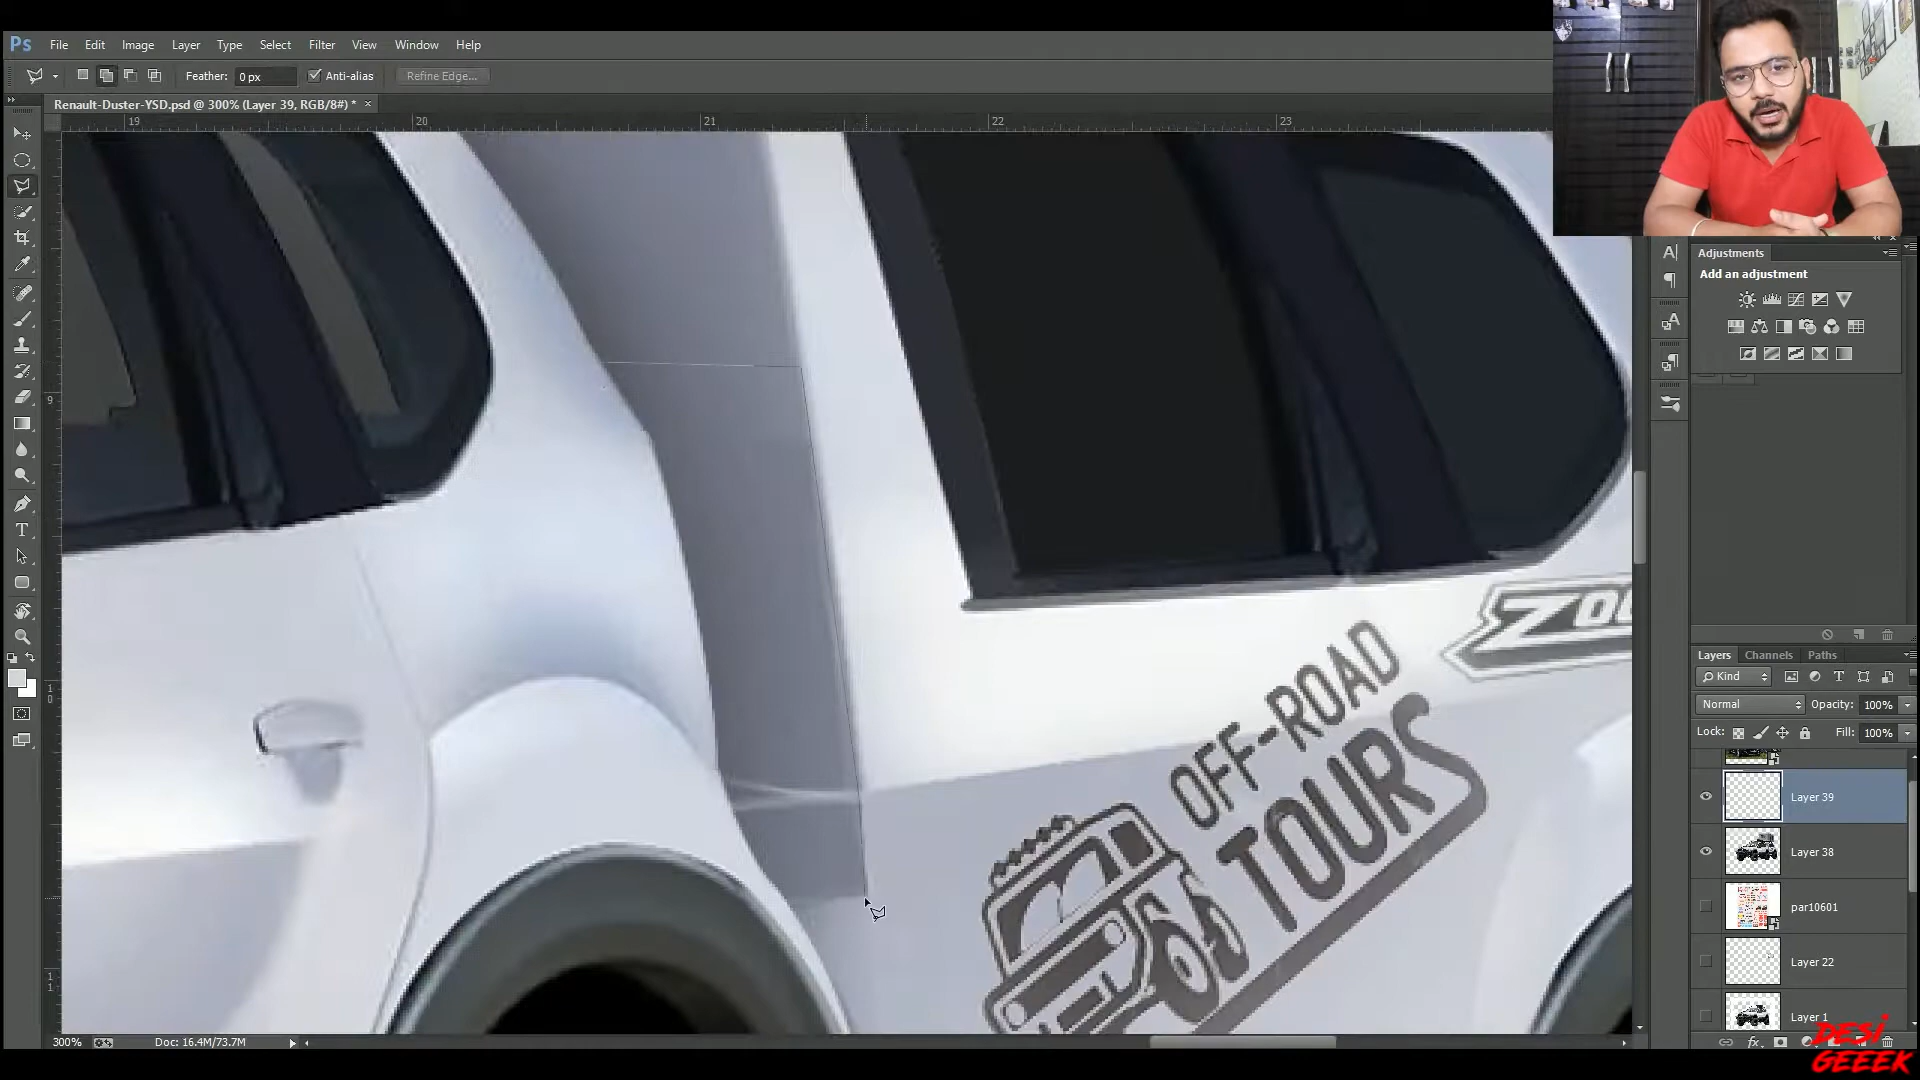 Ps File Edit Image Layer Type Select Filter View Window Help
Feather: 0 px Anti-alias Refine Edge...
Renault-Duster-YSD.psd @ 300% (Layer 39, RGB/8#) * ×
19 20 21 22 23
9
10
11
Adjustments
Add an adjustment
Layers Channels Paths
Kind
Normal Opacity: 100%
Lock: Fill: 100%
Layer 39
Layer 38
par10601
Layer 22
Layer 1
OFF-ROAD
TOURS
300% Doc: 16.4M/73.7M
DESI
GEEEK